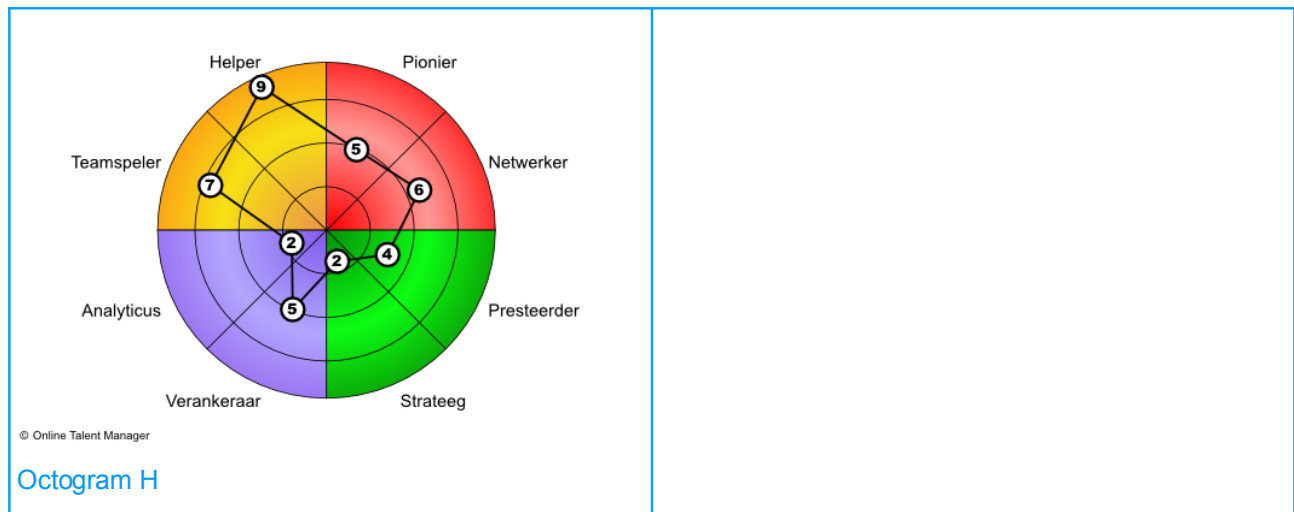 Helper
Pionier
9
5
Teamspeler
Netwerker
7
6
2
2
4
5
Analyticus
Presteerder
Verankeraar
Strateeg
© Online Talent Manager
Octogram H